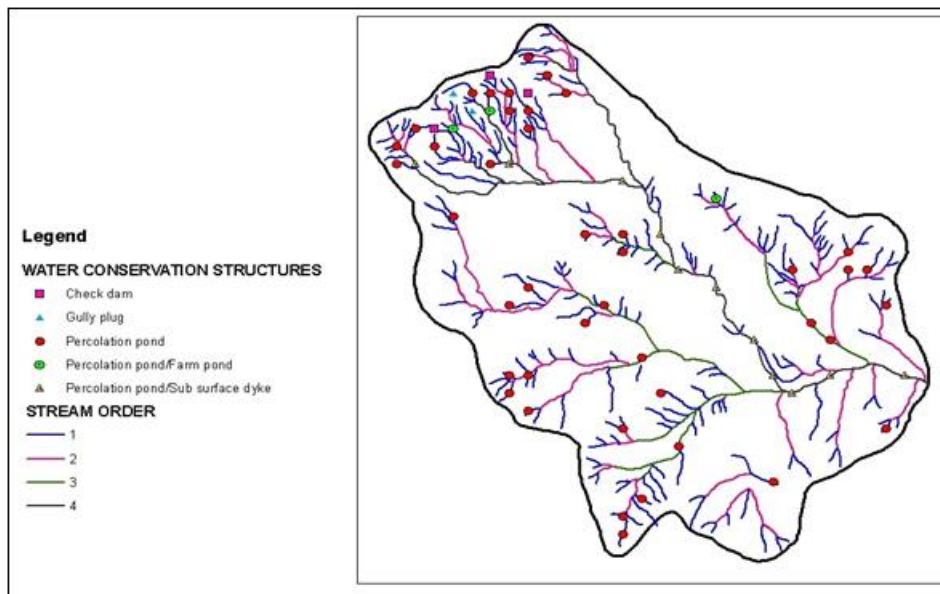 Legend
WATER CONSERVATION STRUCTURES
Check dam
Gully plug
Percolation pond
Percolation pond/Farm pond
Percolation pond/Sub surface dyke
STREAM ORDER
1
2
3
4